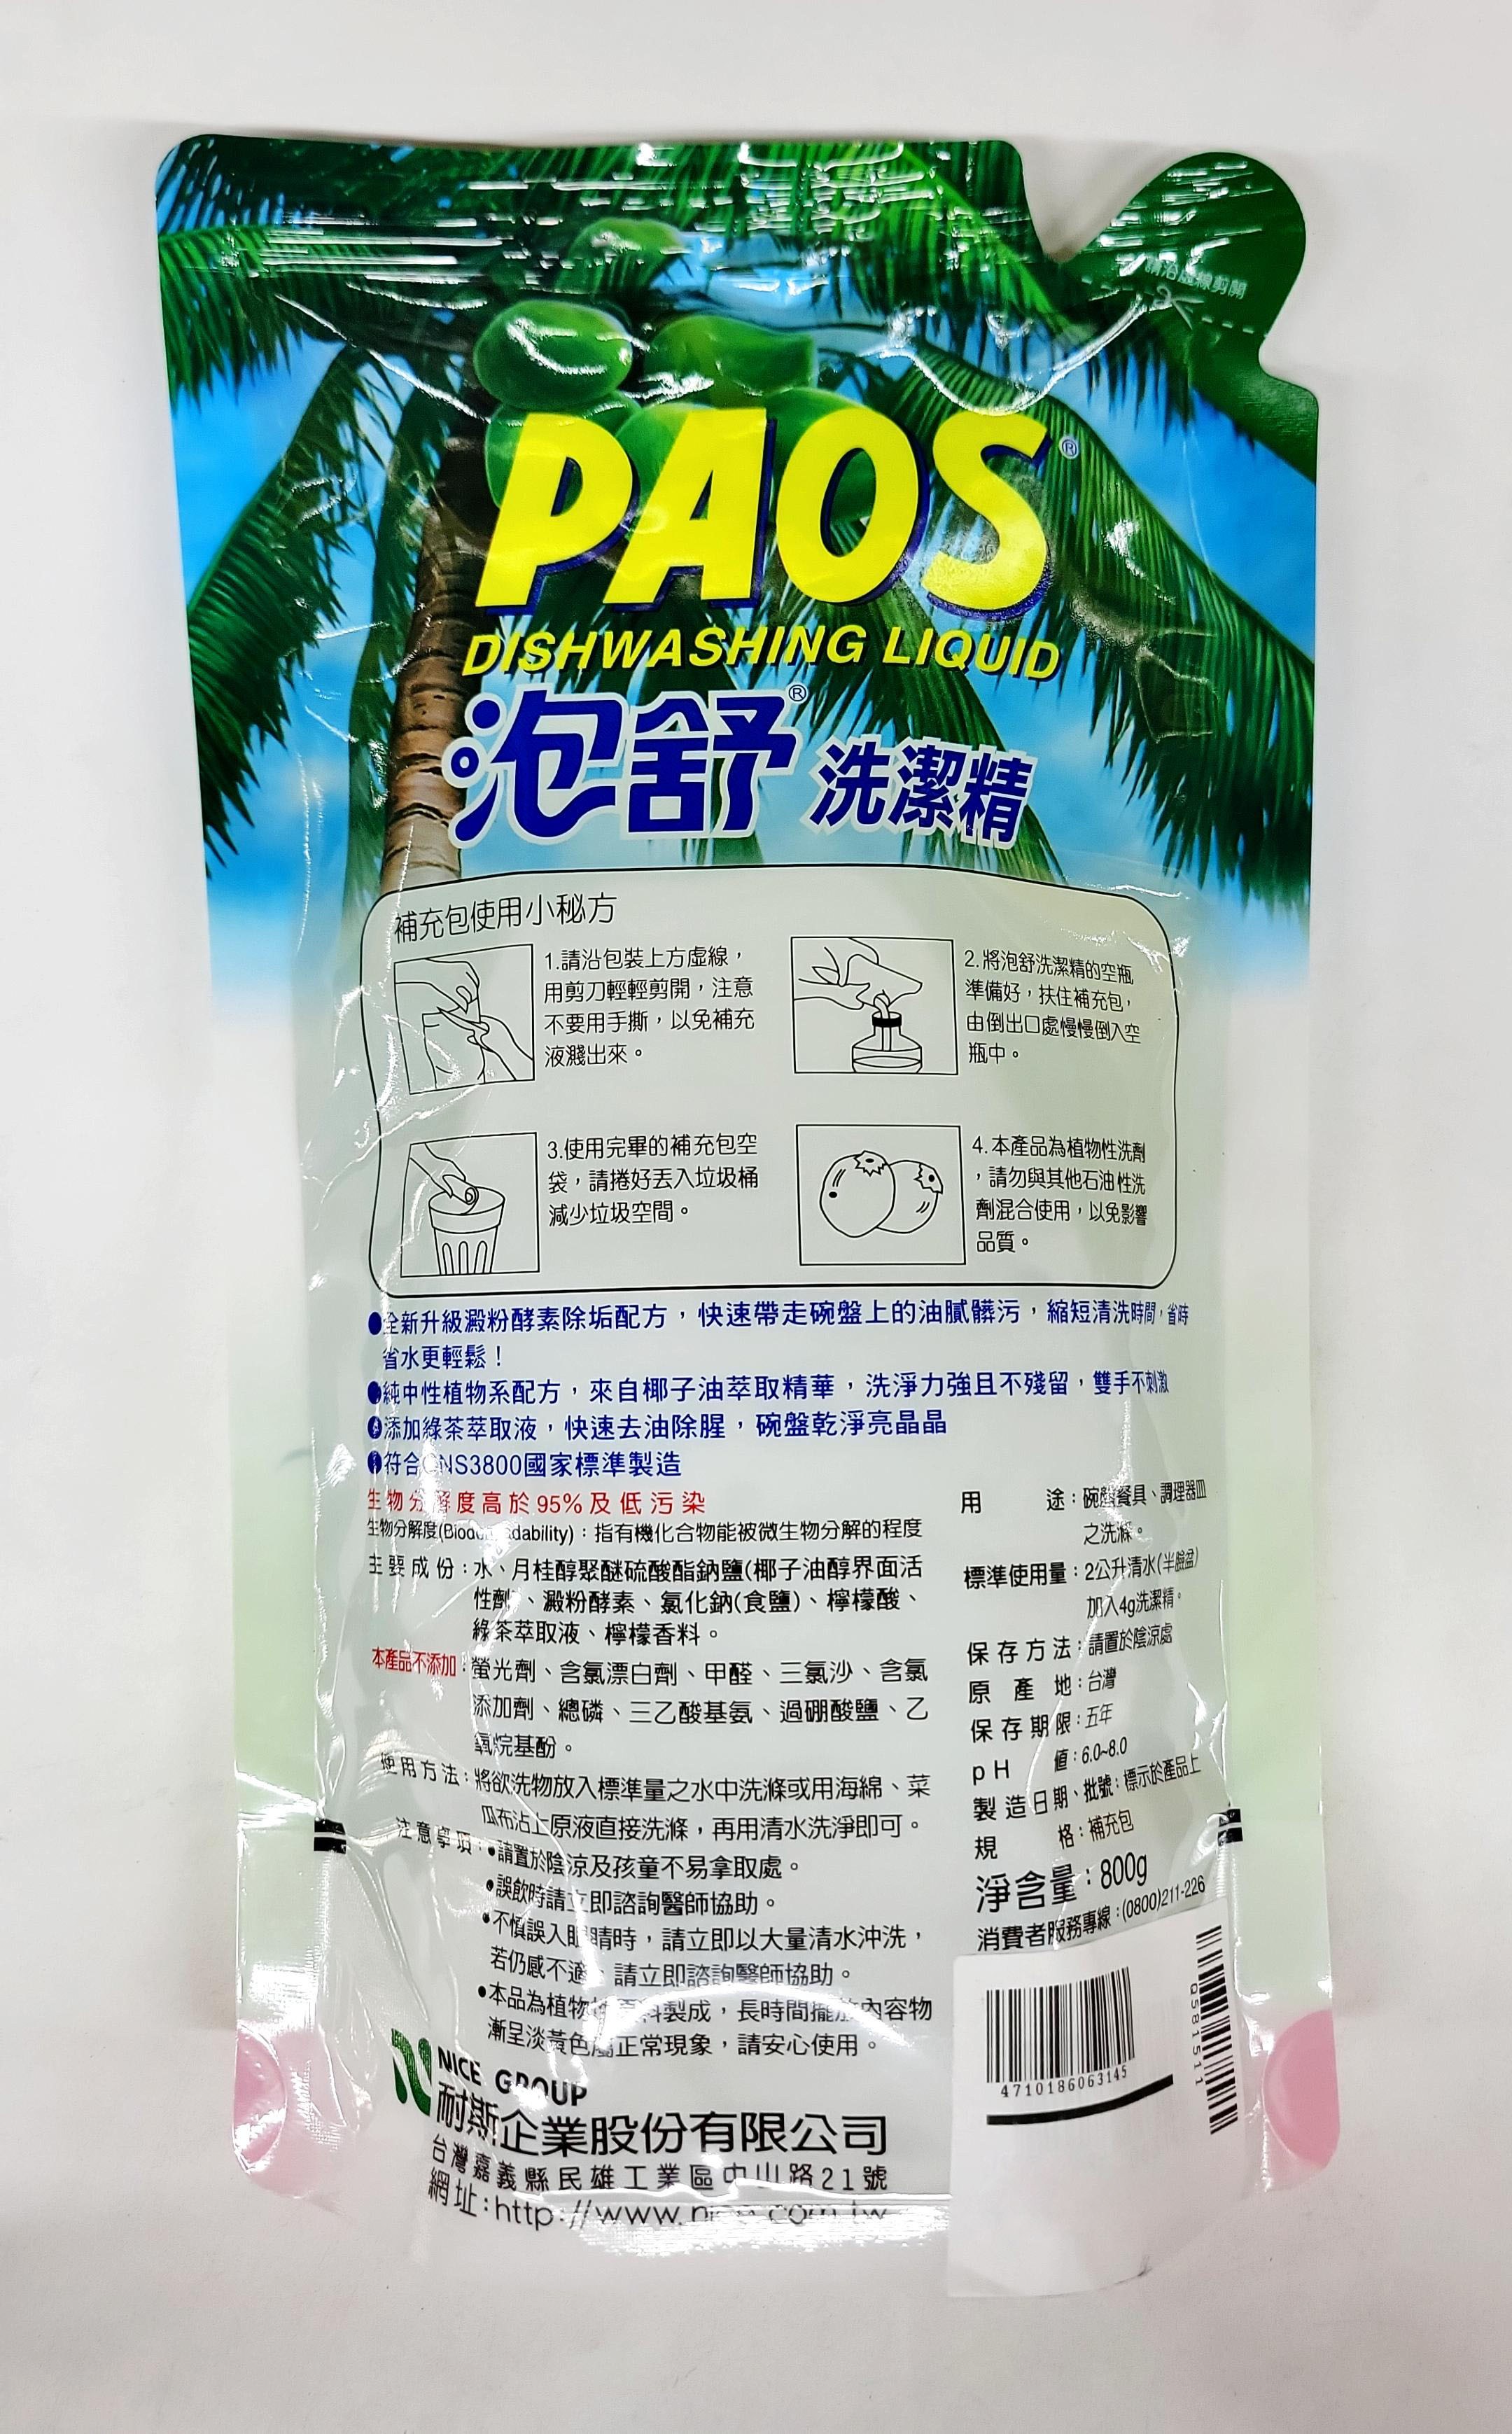 請沿虛線剪開
PAOS®
DISHWASHING LIQUID
泡舒® 洗潔精
補充包使用小秘方
1.請沿包裝上方虛線，
用剪刀輕輕剪開，注意
不要用手撕，以免補充
液濺出來。
2.將泡舒洗潔精的空瓶
準備好，扶住補充包，
由倒出口處慢慢倒入空
瓶中。
3.使用完畢的補充包空
袋，請捲好丟入垃圾桶
減少垃圾空間。
4.本產品為植物性洗劑
，請勿與其他石油性洗
劑混合使用，以免影響
品質。
●全新升級澱粉酵素除垢配方，快速帶走碗盤上的油膩髒污，縮短清洗時間，省時
省水更輕鬆！
●純中性植物系配方，來自椰子油萃取精華，洗淨力強且不殘留，雙手不刺激
●添加綠茶萃取液，快速去油除腥，碗盤乾淨亮晶晶
●符合CNS3800國家標準製造
生物分解度高於95%及低污染
生物分解度(Biodegradability)：指有機化合物能被微生物分解的程度
主要成份：水、月桂醇聚醚硫酸酯鈉鹽(椰子油醇界面活
性劑)、澱粉酵素、氯化鈉(食鹽)、檸檬酸、
綠茶萃取液、檸檬香料。
本產品不添加：螢光劑、含氯漂白劑、甲醛、三氯沙、含氯
添加劑、總磷、三乙酸基氨、過硼酸鹽、乙
氧烷基酚。
使用方法：將欲洗物放入標準量之水中洗滌或用海綿、菜
瓜布沾上原液直接洗滌，再用清水洗淨即可。
注意事項：●請置於陰涼及孩童不易拿取處。
●誤飲時請立即諮詢醫師協助。
●不慎誤入眼睛時，請立即以大量清水沖洗，
若仍感不適，請立即諮詢醫師協助。
●本品為植物性原料製成，長時間擺放內容物
漸呈淡黃色屬正常現象，請安心使用。
用途：碗盤餐具、調理器皿
之洗滌。
標準使用量：2公升清水(半臉盆)
加入4g洗潔精。
保存方法：請置於陰涼處
原產地：台灣
保存期限：五年
pH值：6.0~8.0
製造日期、批號：標示於產品上
規格：補充包
淨含量：800g
消費者服務專線：(0800)211-226
4710186063145
Q581511
NICE GROUP
耐斯企業股份有限公司
台灣嘉義縣民雄工業區中山路21號
網址：http://www.nice.com.tw